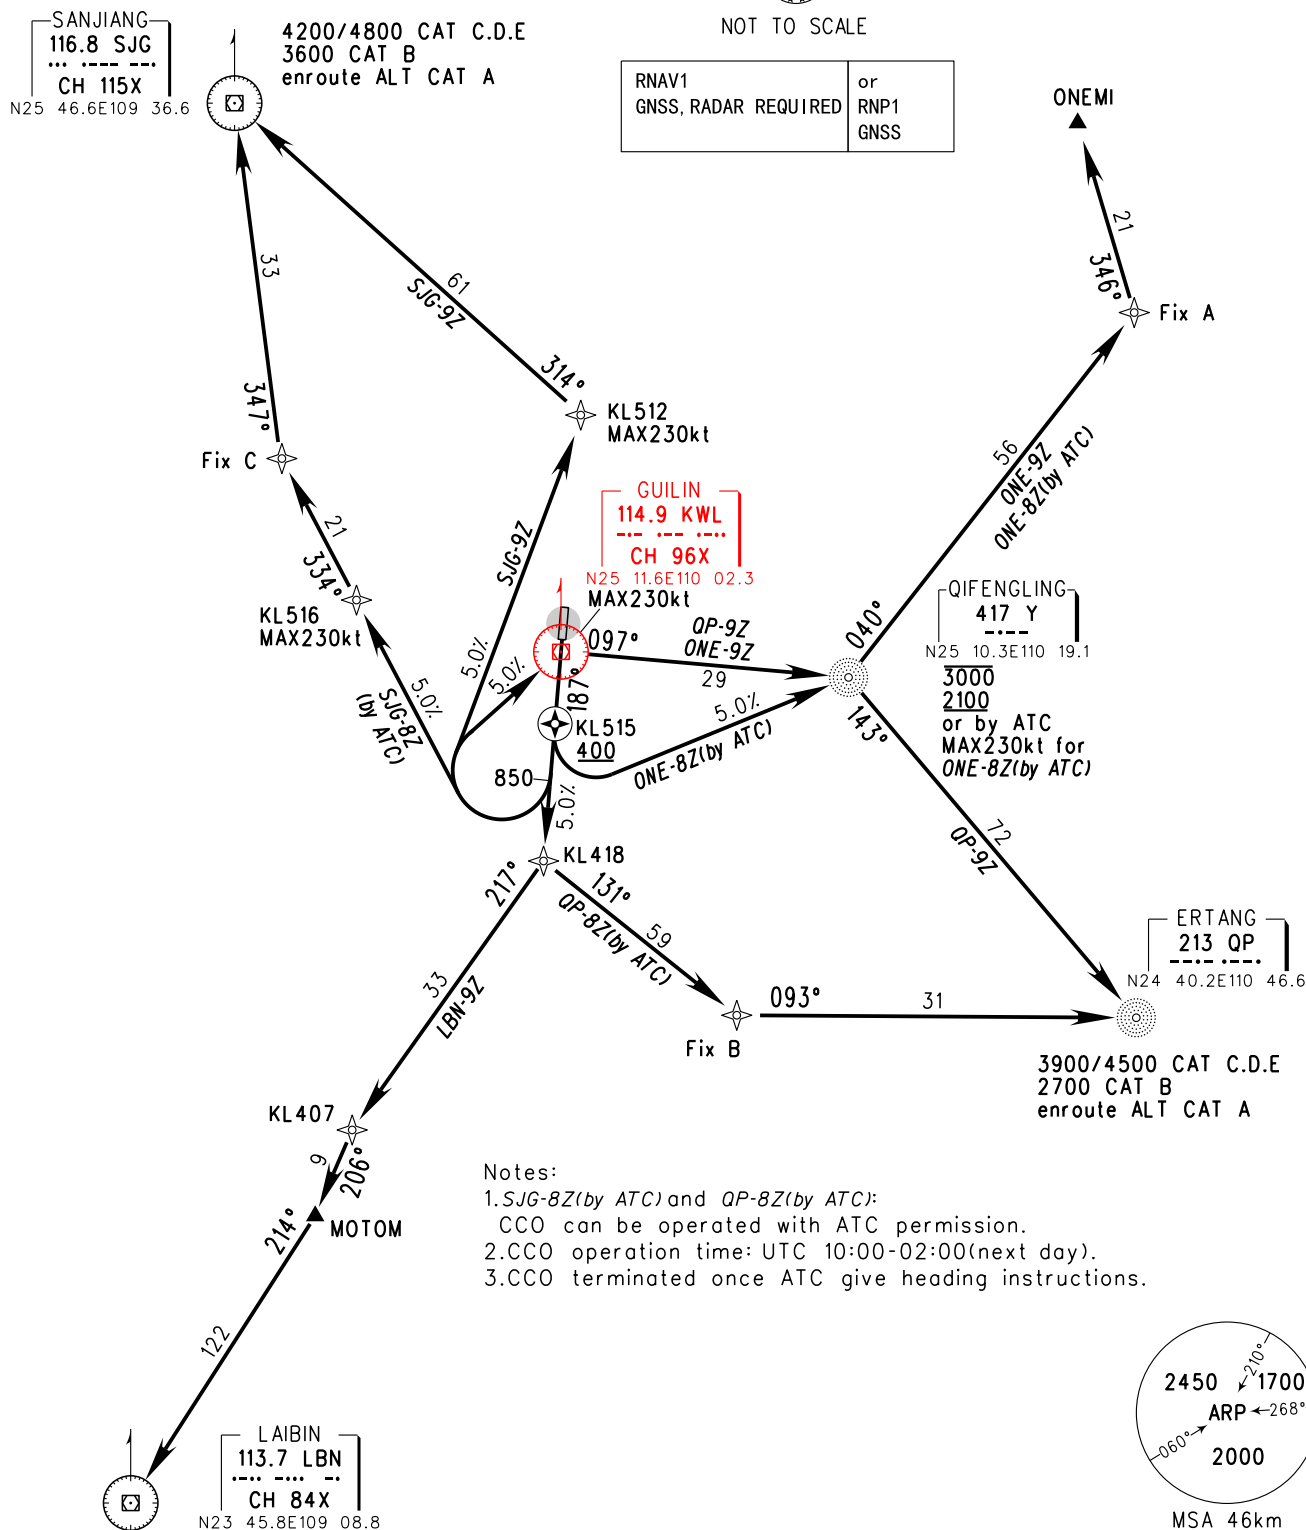 SANJIANG
116.8 SJG
... .--- --.
CH 115X
N25 46.6E109 36.6
4200/4800 CAT C.D.E
3600 CAT B
enroute ALT CAT A
NOT TO SCALE
RNAV1
GNSS, RADAR REQUIRED
or
RNP1
GNSS
ONEMI
21
346°
Fix A
33
347°
61
SJG-9Z
314°
KL512
MAX230kt
Fix C
21
334°
KL516
MAX230kt
5.0%
SJG-8Z
(by ATC)
SJG-9Z
5.0%
5.0%
GUILIN
114.9 KWL
-.- .-- .-..
CH 96X
N25 11.6E110 02.3
MAX230kt
097°
QP-9Z
ONE-9Z
29
187°
KL515
400
850
5.0%
5.0%
ONE-8Z(by ATC)
56
ONE-9Z
ONE-8Z(by ATC)
040°
143°
QIFENGLING
417 Y
-.--
N25 10.3E110 19.1
3000
2100
or by ATC
MAX230kt for
ONE-8Z(by ATC)
72
QP-9Z
KL418
217°
131°
QP-8Z(by ATC)
59
33
LBN-9Z
ERTANG
213 QP
--.- .--.
N24 40.2E110 46.6
093°
31
Fix B
3900/4500 CAT C.D.E
2700 CAT B
enroute ALT CAT A
KL407
9
206°
MOTOM
214°
122
Notes:
1.SJG-8Z(by ATC) and QP-8Z(by ATC):
CCO can be operated with ATC permission.
2.CCO operation time: UTC 10:00-02:00(next day).
3.CCO terminated once ATC give heading instructions.
LAIBIN
113.7 LBN
.-.. -... -.
CH 84X
N23 45.8E109 08.8
210°
2450
1700
ARP
268°
060°
2000
MSA 46km